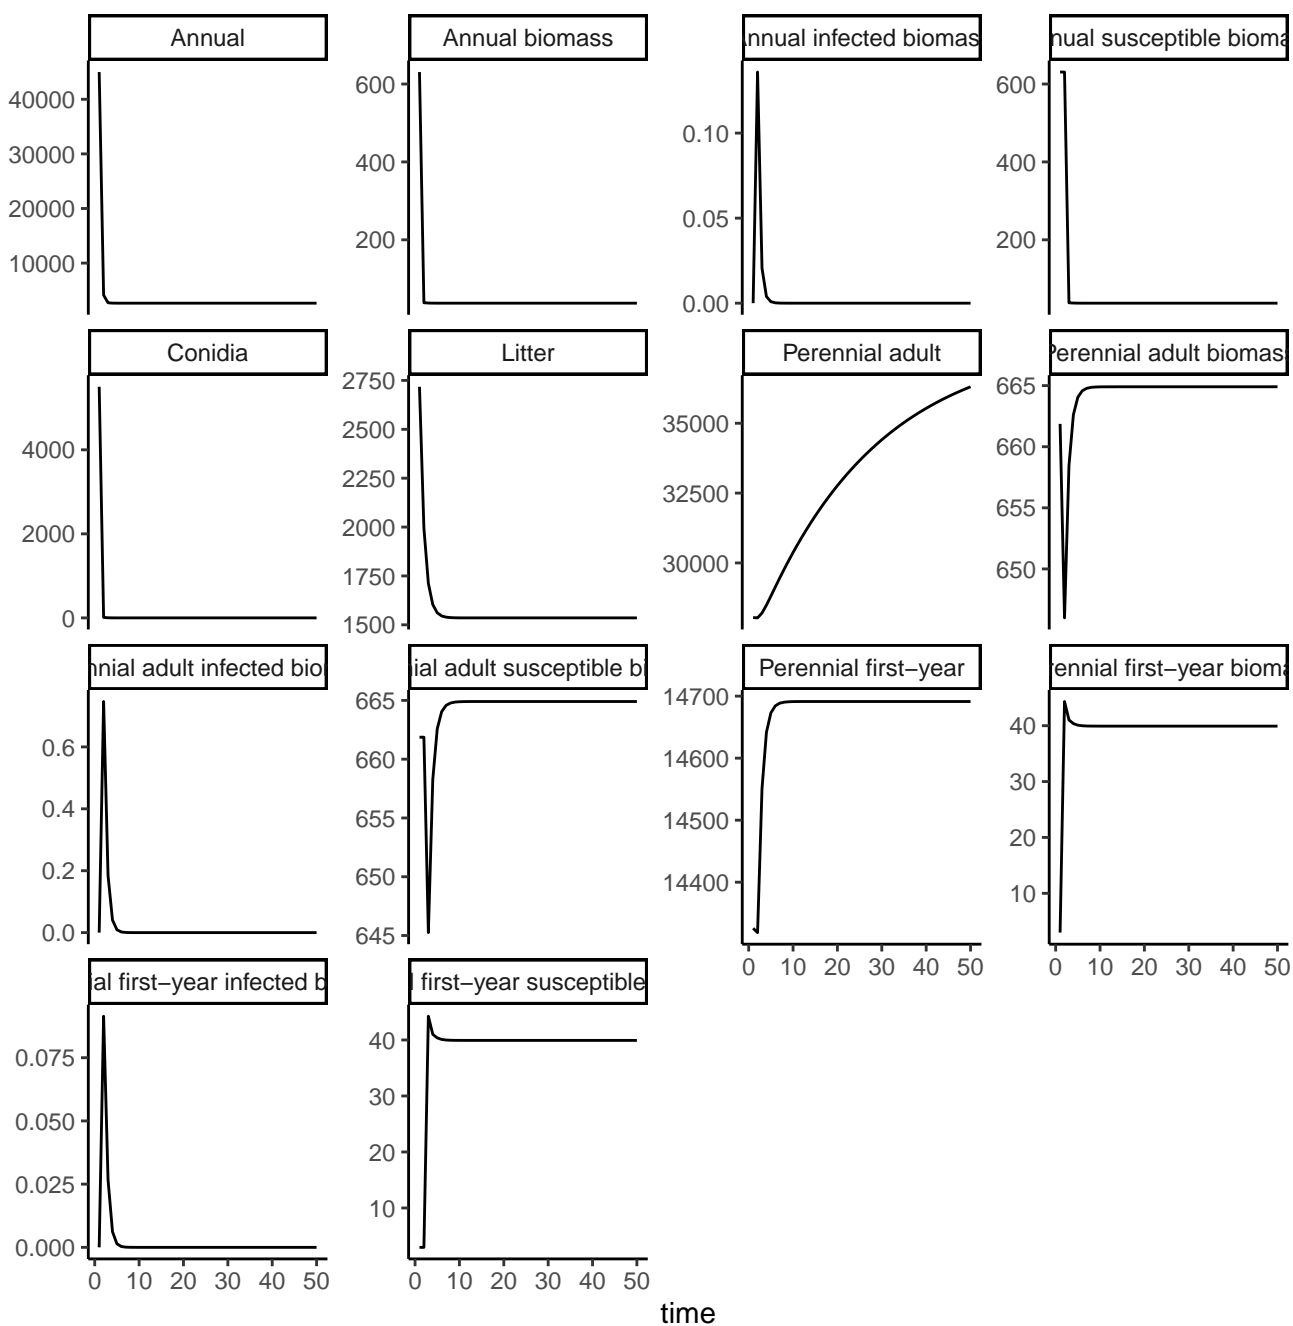 Annual
Annual biomass
nnual infected biomas
nual susceptible bioma
40000
30000
20000
10000
600
400
200
0.10
0.05
0.00
600
400
200
Conidia
Litter
Perennial adult
Perennial adult biomass
4000
2000
0
2750
2500
2250
2000
1750
1500
35000
32500
30000
665
660
655
650
nnial adult infected bion
nial adult susceptible bi
Perennial first−year
rennial first−year bioma
0.6
0.4
0.2
0.0
665
660
655
650
645
14700
14600
14500
14400
40
30
20
10
0 10 20 30 40 50
0 10 20 30 40 50
ial first−year infected b
l first−year susceptible
0.075
0.050
0.025
0.000
40
30
20
10
0 10 20 30 40 50
0 10 20 30 40 50
time